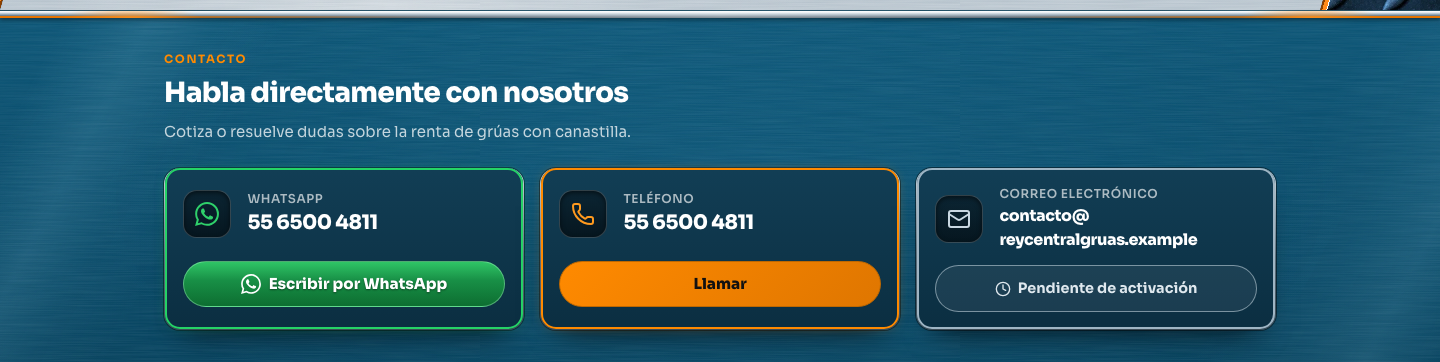 CONTACTO
Habla directamente con nosotros
Cotiza o resuelve dudas sobre la renta de grúas con canastilla.
WHATSAPP
55 6500 4811
Escribir por WhatsApp
TELÉFONO
55 6500 4811
Llamar
CORREO ELECTRÓNICO
contacto@
reycentralgruas.example
Pendiente de activación